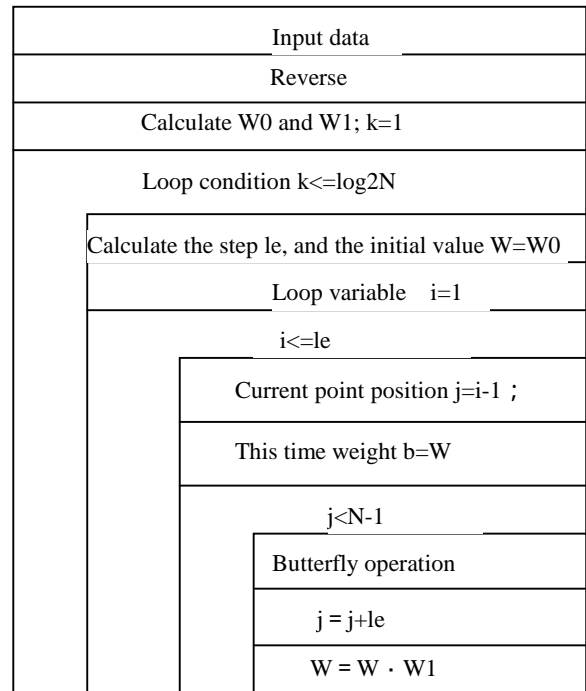 Input data
Reverse
Calculate W0 and W1; k=1
Loop condition k<=log2N
Calculate the step le, and the initial value W=W0
Loop variable i=1
i<=le
Current point position j=i-1；
This time weight b=W
j<N-1
Butterfly operation
j = j+le
W = W · W1